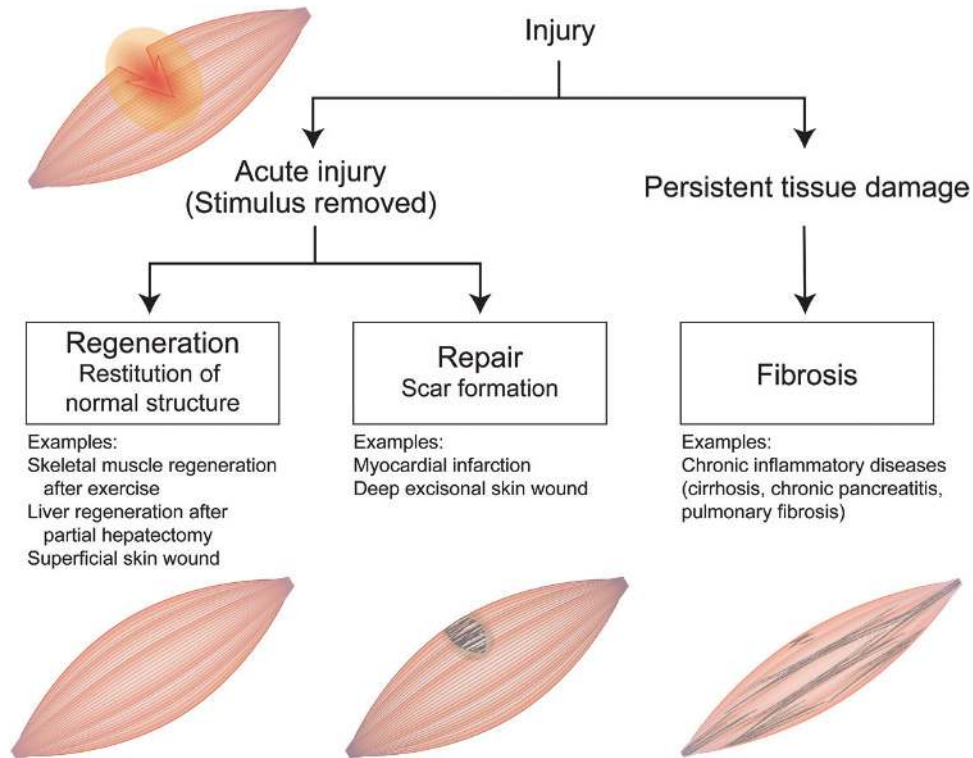 Injury
Acute injury
(Stimulus removed)
Persistent tissue damage
Regeneration
Restitution of
normal structure
Repair
Scar formation
Fibrosis
Examples:
Skeletal muscle regeneration
after exercise
Liver regeneration after
partial hepatectomy
Superficial skin wound
Examples:
Myocardial infarction
Deep excisonal skin wound
Examples:
Chronic inflammatory diseases
(cirrhosis, chronic pancreatitis,
pulmonary fibrosis)